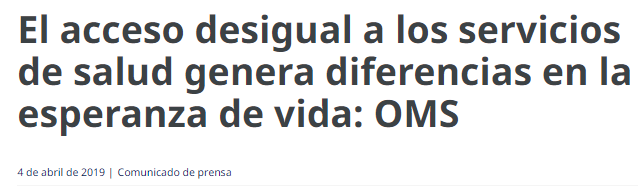 El acceso desigual a los servicios
de salud genera diferencias en la
esperanza de vida: OMS
4 de abril de 2019 | Comunicado de prensa